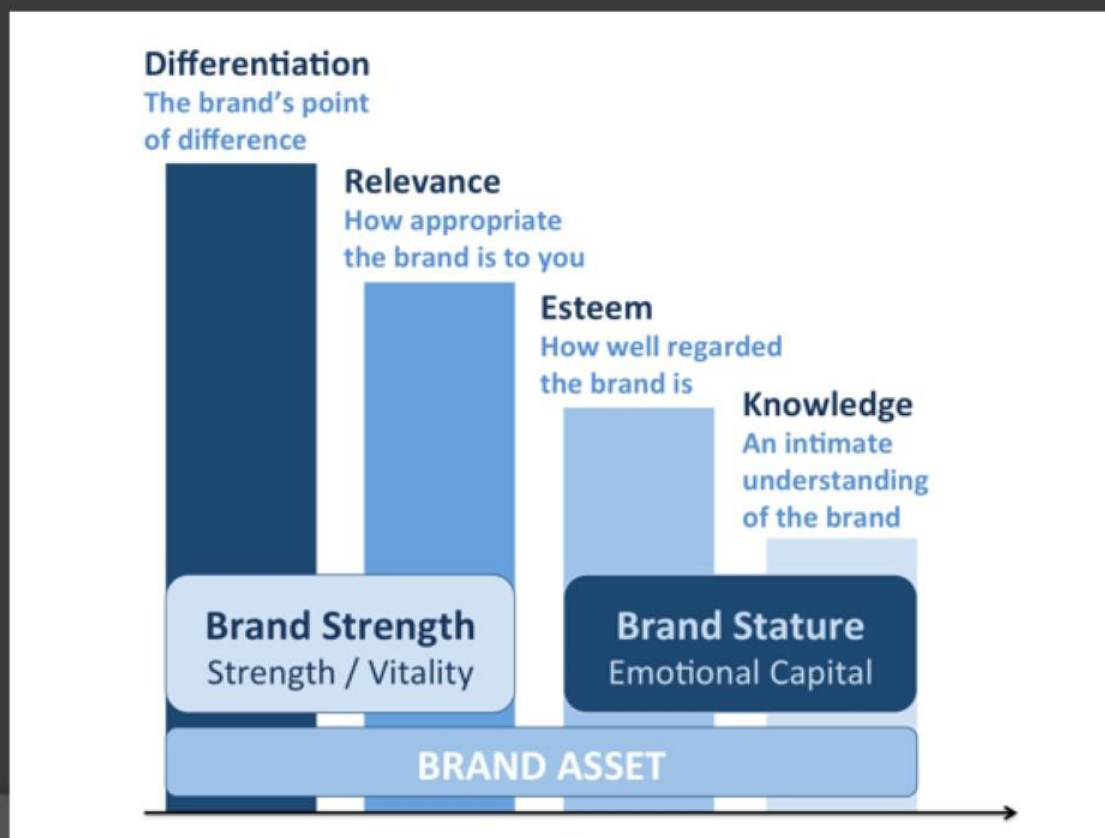 Differentiation
The brand's point
of difference
Relevance
How appropriate
the brand is to you
Esteem
How well regarded
the brand is
Knowledge
An intimate
understanding
of the brand
Brand Strength
Strength / Vitality
Brand Stature
Emotional Capital
BRAND ASSET